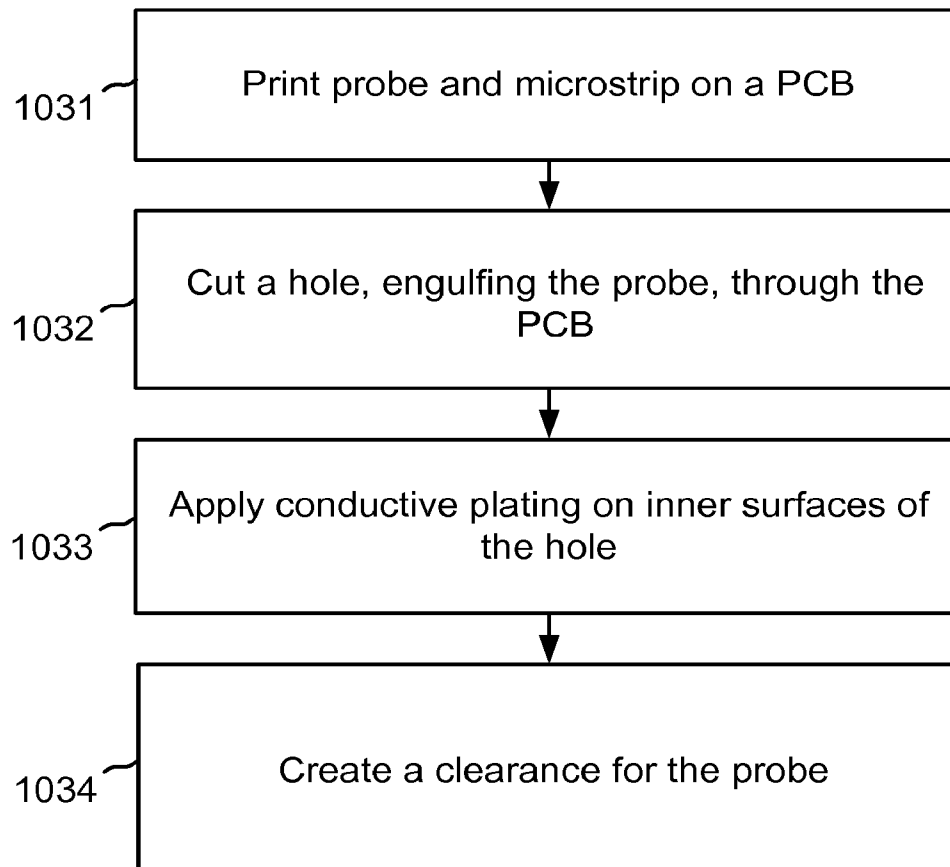 Print probe and microstrip on a PCB
1031
Cut a hole, engulfing the probe, through the
PCB
1032
Apply conductive plating on inner surfaces of
the hole
1033
Create a clearance for the probe
1034